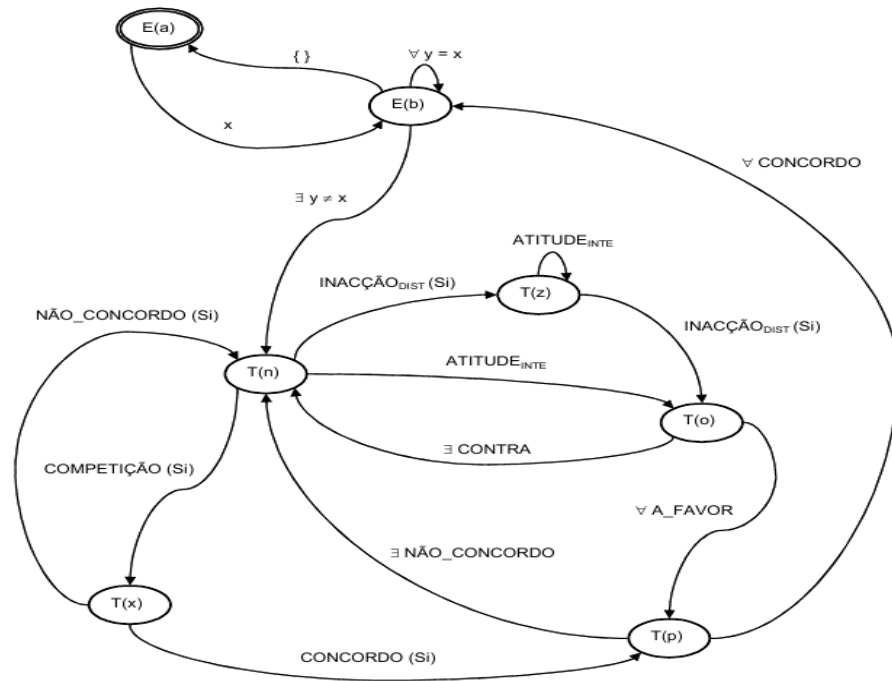 E(a)
{ }
∀ y = x
E(b)
x
∀ CONCORDO
∃ y ≠ x
ATITUDE_INTE
INACÇÃO_DIST (Si)
T(z)
NÃO_CONCORDO (Si)
INACÇÃO_DIST (Si)
T(n)
ATITUDE_INTE
T(o)
∃ CONTRA
COMPETIÇÃO (Si)
∀ A_FAVOR
∃ NÃO_CONCORDO
T(x)
T(p)
CONCORDO (Si)